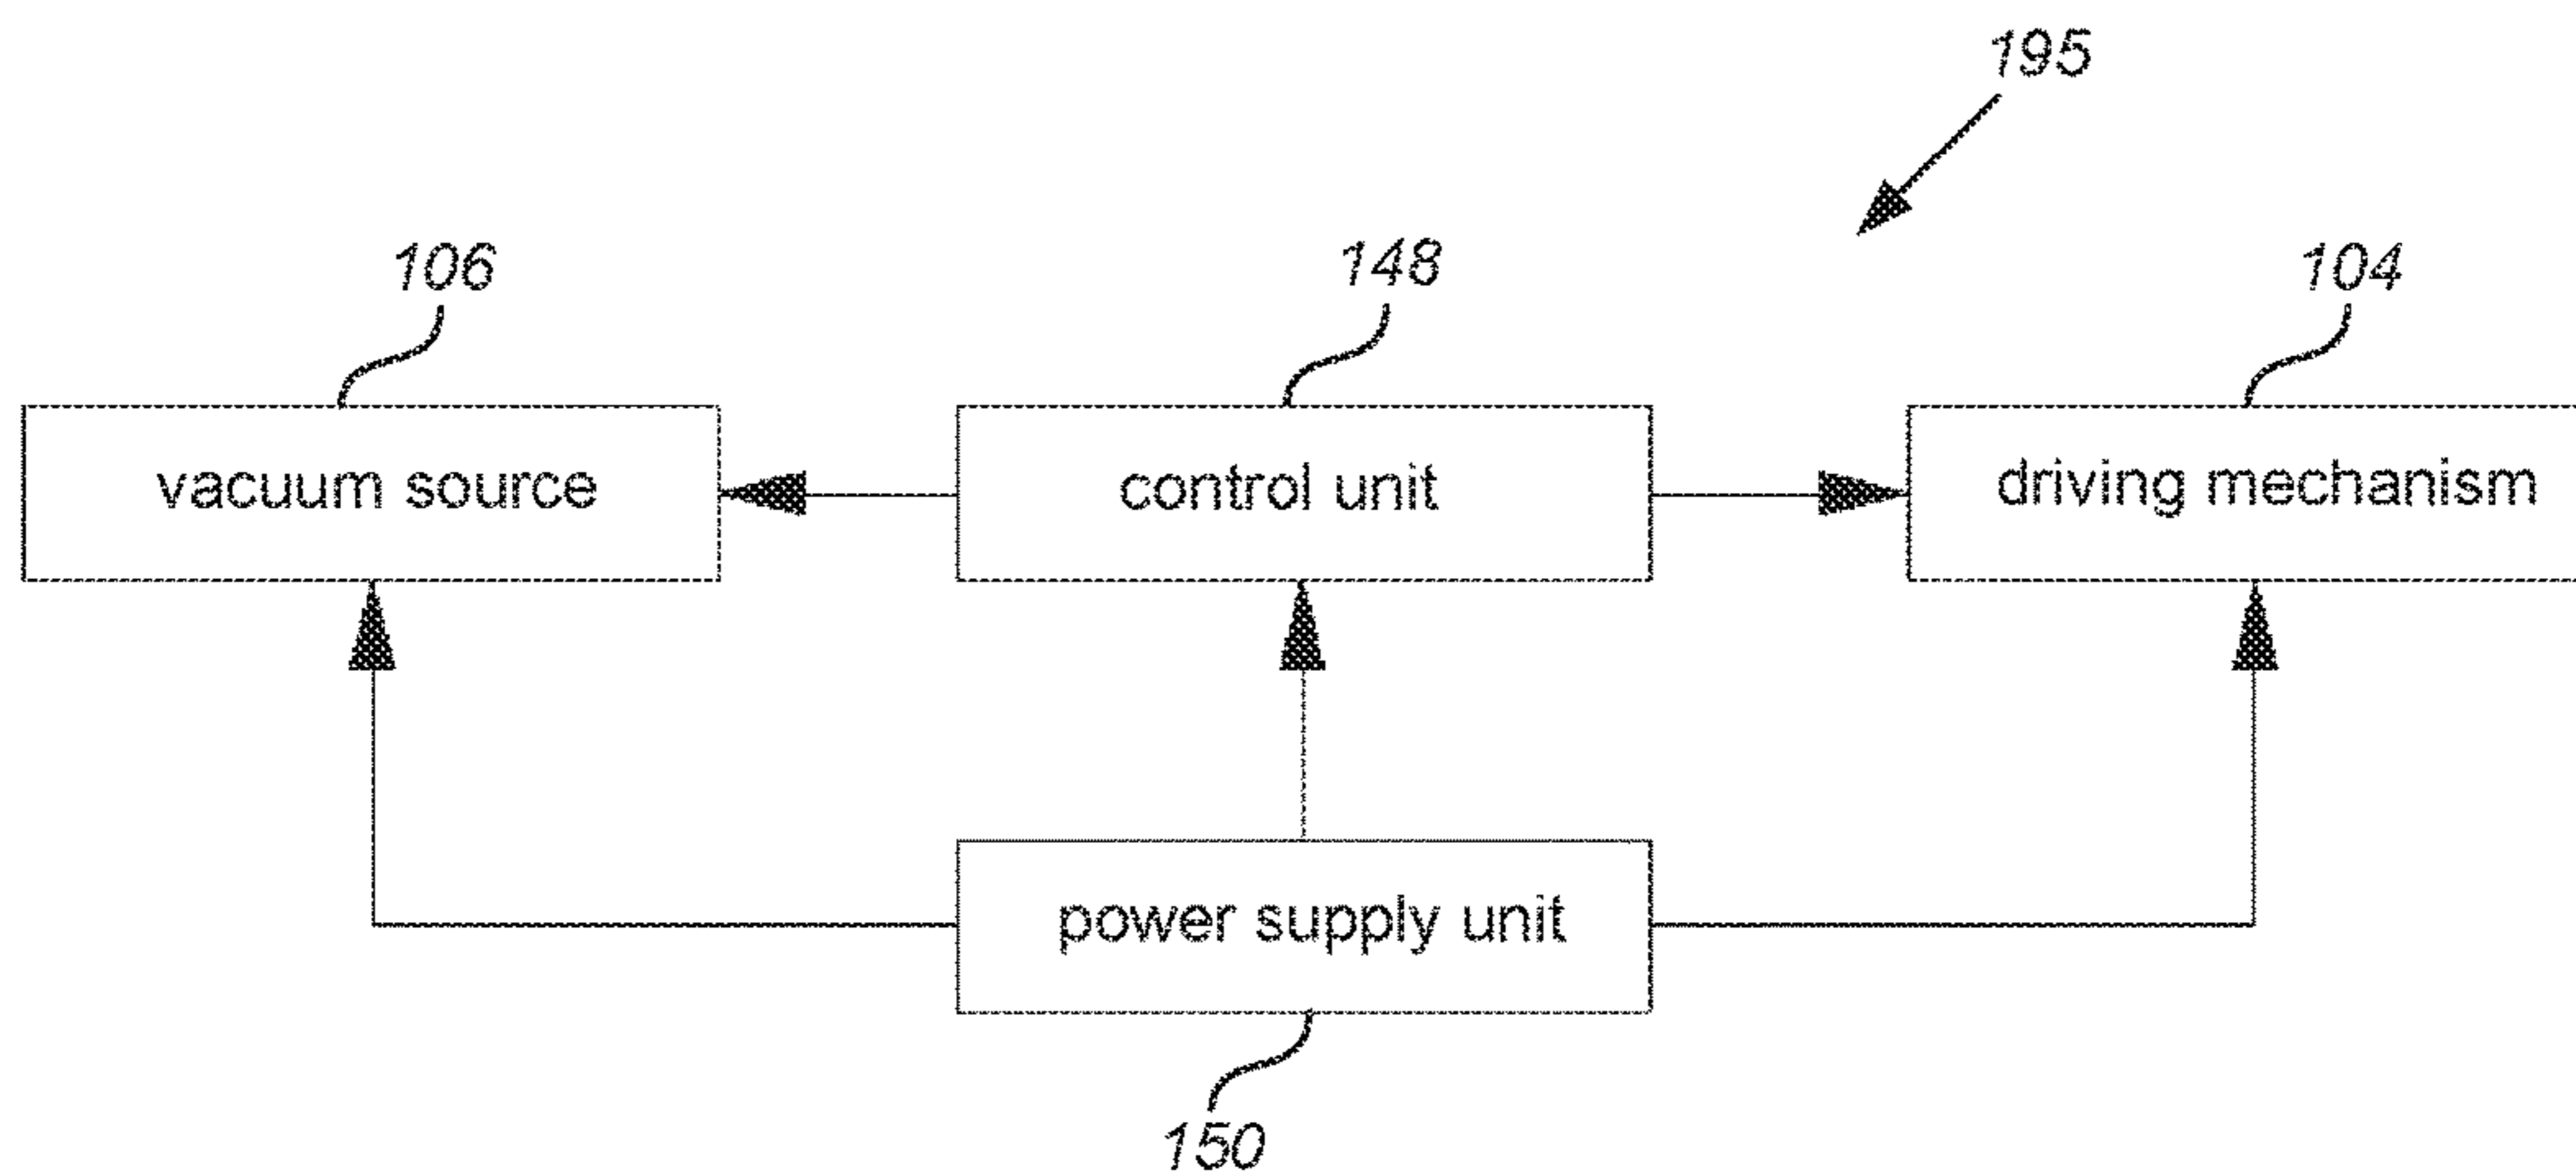 195
106
148
104
vacuum source
control unit
driving mechanism
power supply unit
150